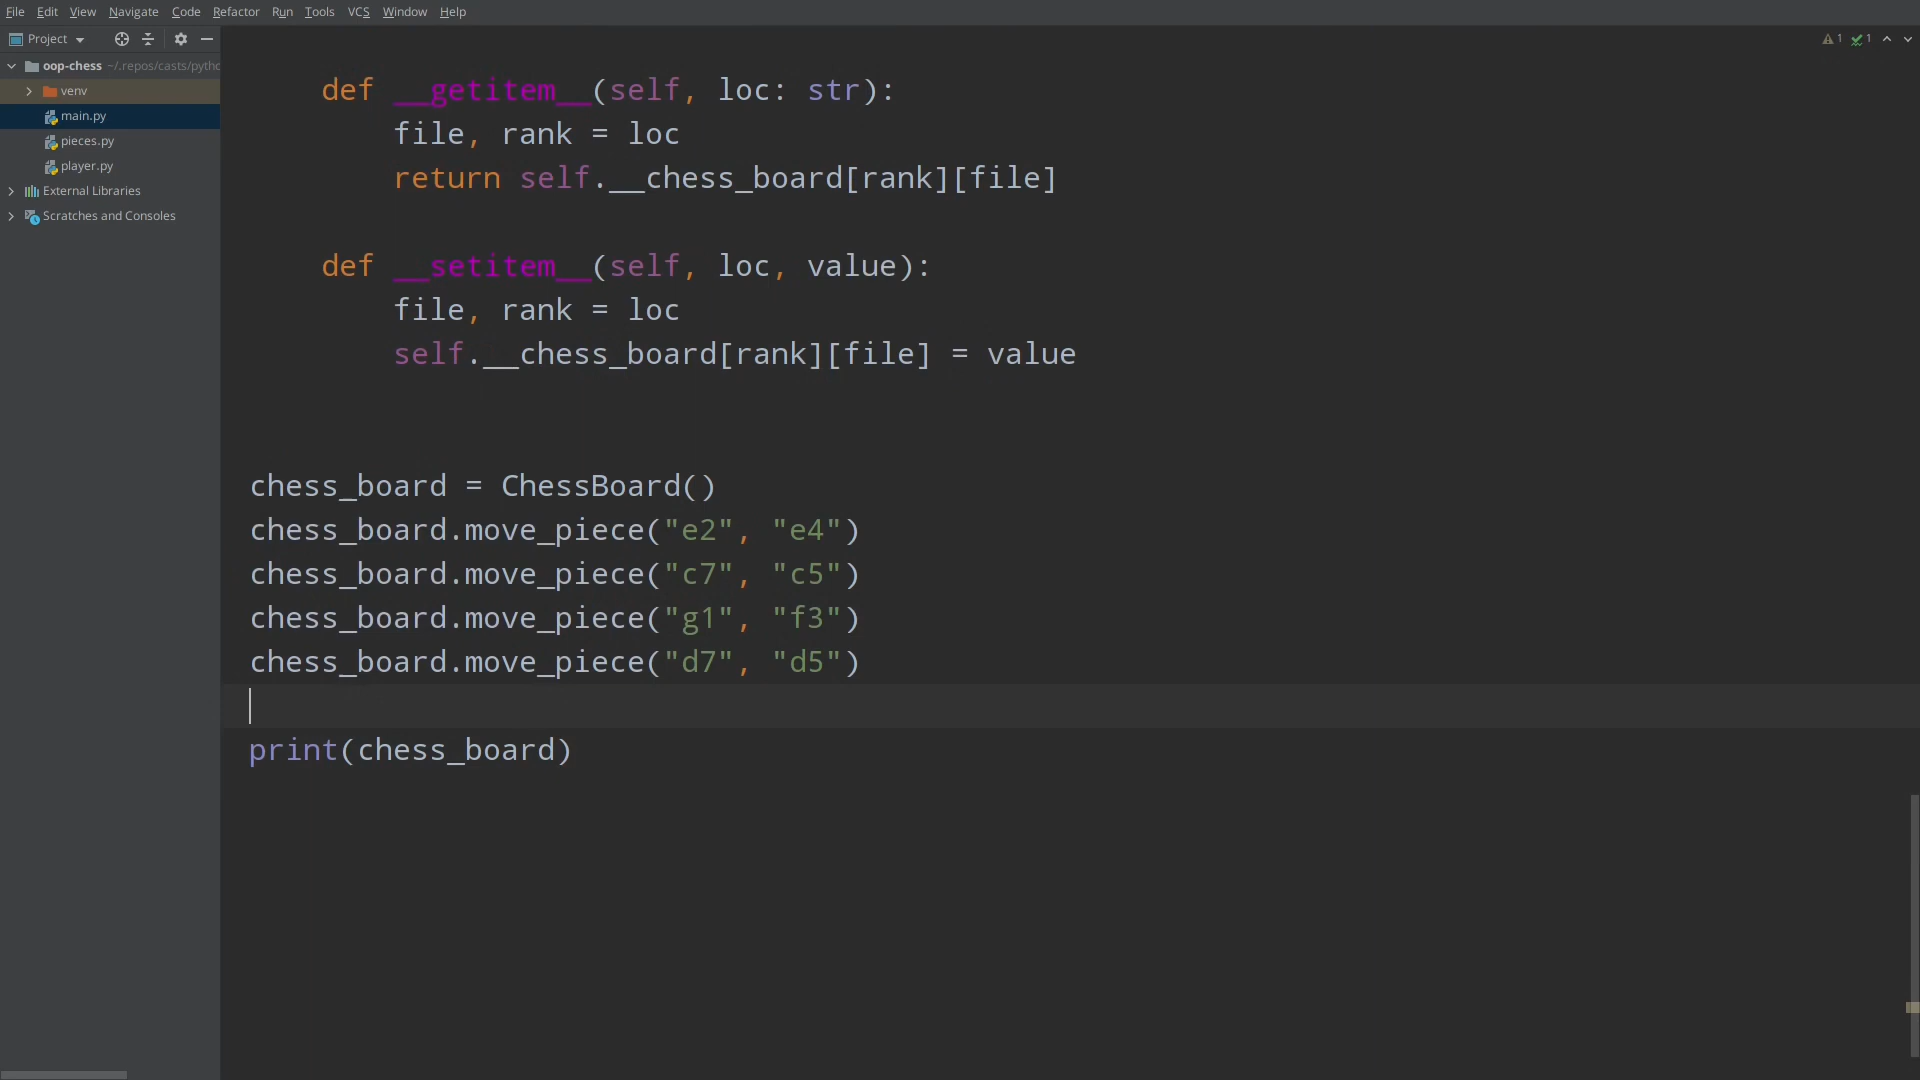 File Edit View Navigate Code Refactor Run Tools VCS Window Help
Project
oop-chess ~/.repos/casts/pytho
venv
main.py
pieces.py
player.py
External Libraries
Scratches and Consoles
1 1
def __getitem__(self, loc: str):
file, rank = loc
return self.__chess_board[rank][file]
def __setitem__(self, loc, value):
file, rank = loc
self.__chess_board[rank][file] = value
chess_board = ChessBoard()
chess_board.move_piece("e2", "e4")
chess_board.move_piece("c7", "c5")
chess_board.move_piece("g1", "f3")
chess_board.move_piece("d7", "d5")
print(chess_board)